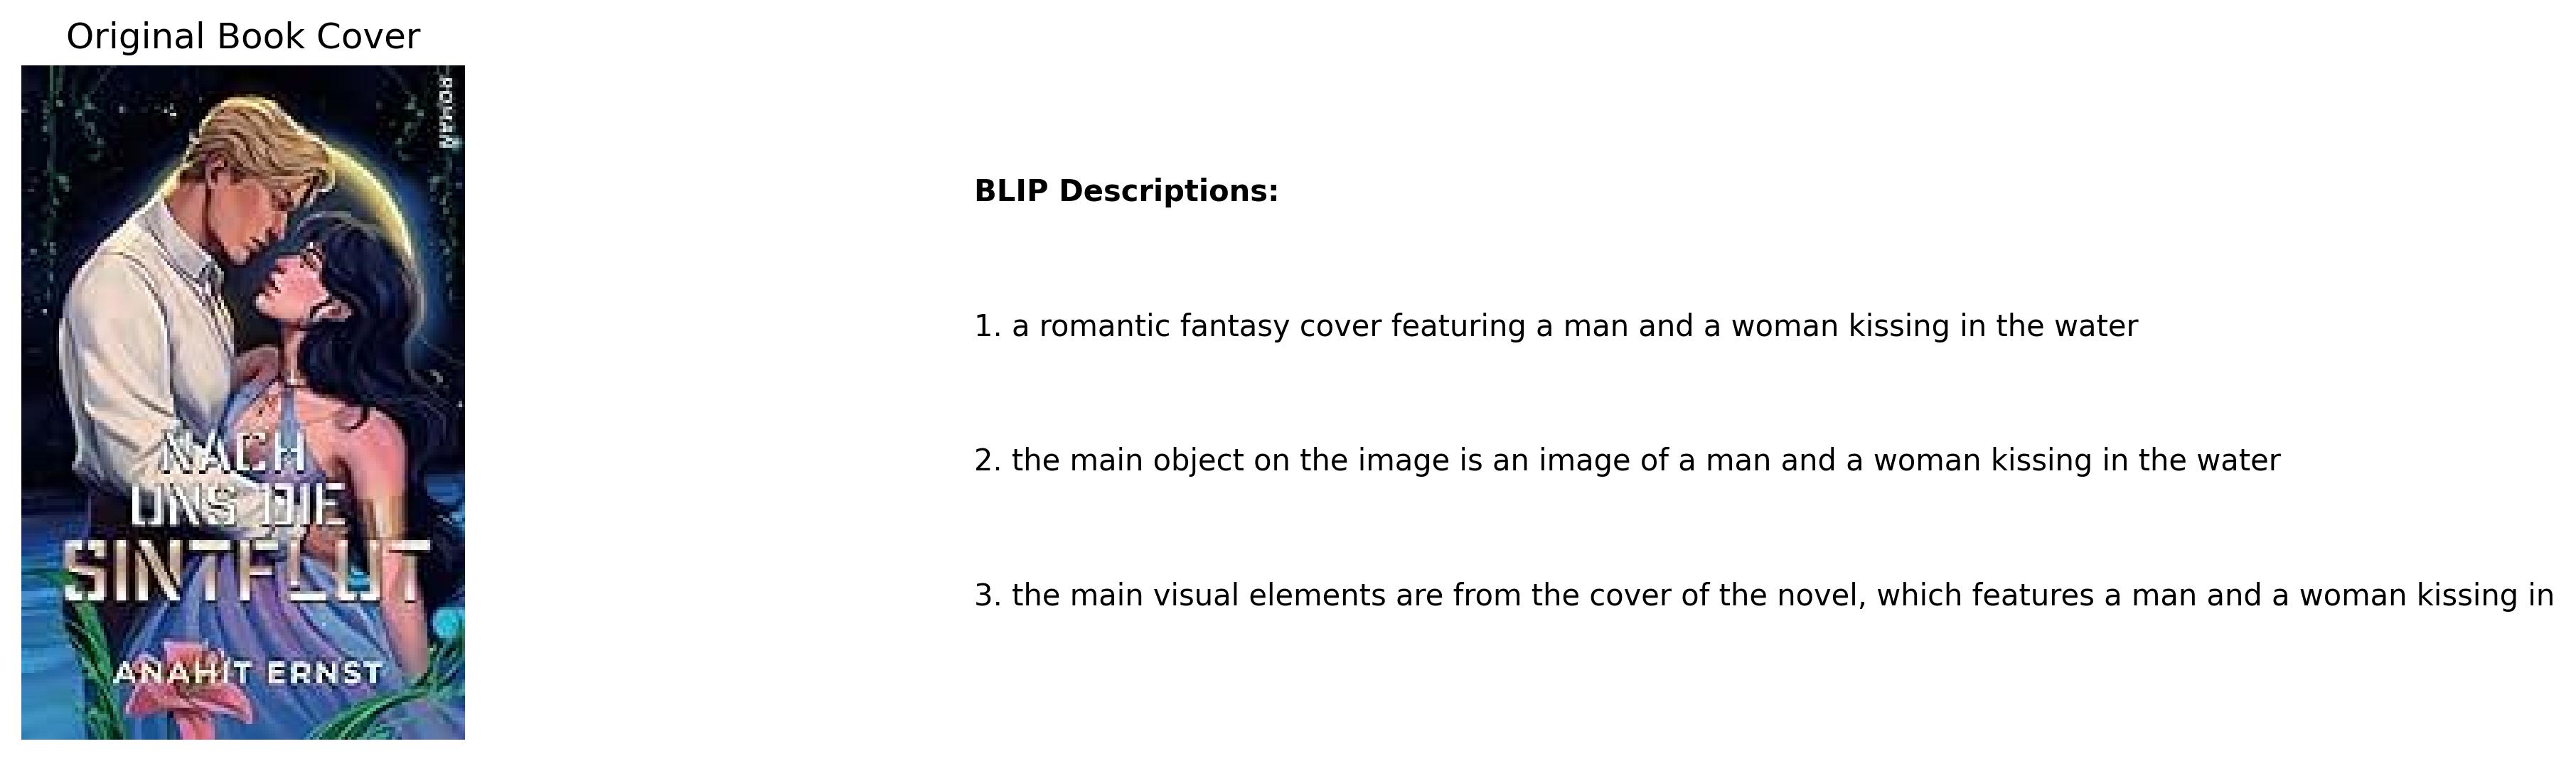 Original Book Cover
ROMAN
NACH
UNS DIE
SINTFLUT
ANAHIT ERNST
BLIP Descriptions:
1. a romantic fantasy cover featuring a man and a woman kissing in the water
2. the main object on the image is an image of a man and a woman kissing in the water
3. the main visual elements are from the cover of the novel, which features a man and a woman kissing in